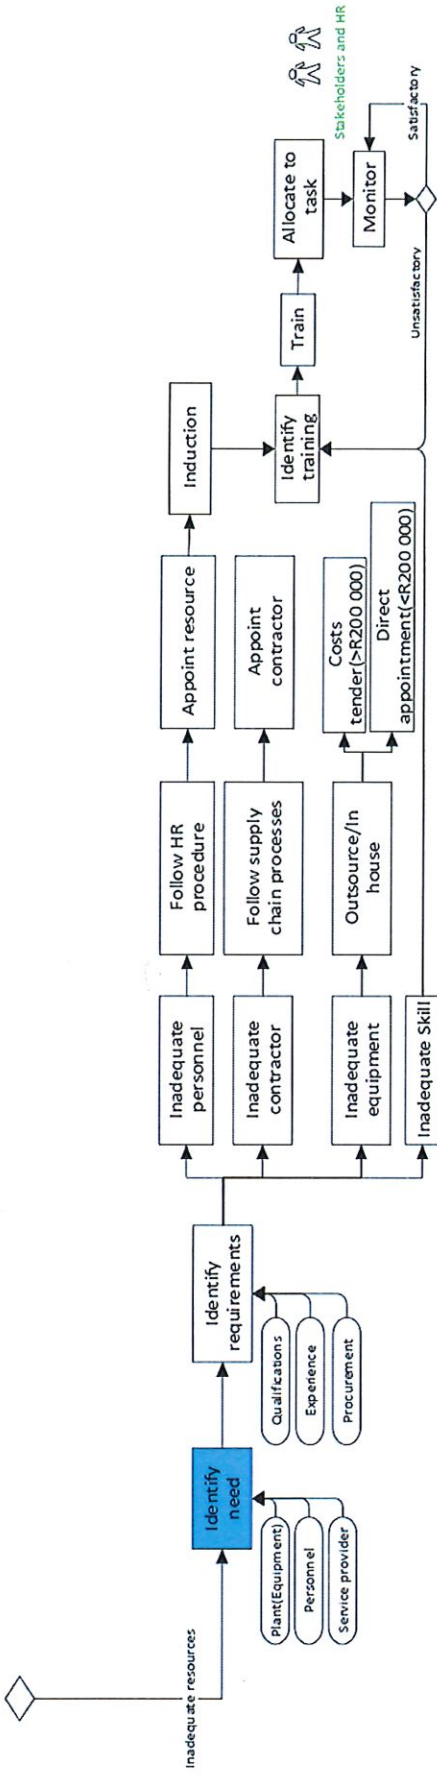 Inadequate resources
Identify
need
Plant(Equipment)
Personnel
Service provider
Identify
requirements
Qualifications
Experience
Procurement
Inadequate
personnel
Follow HR
procedure
Appoint resource
Induction
Inadequate
contractor
Follow supply
chain processes
Appoint
contractor
Inadequate
equipment
Outsource/In
house
Costs
tender(>R200 000)
Direct
appointment(<R200 000)
Inadequate Skill
Identify
training
Train
Allocate to
task
Monitor
Unsatisfactory
Satisfactory
Stakeholders and HR